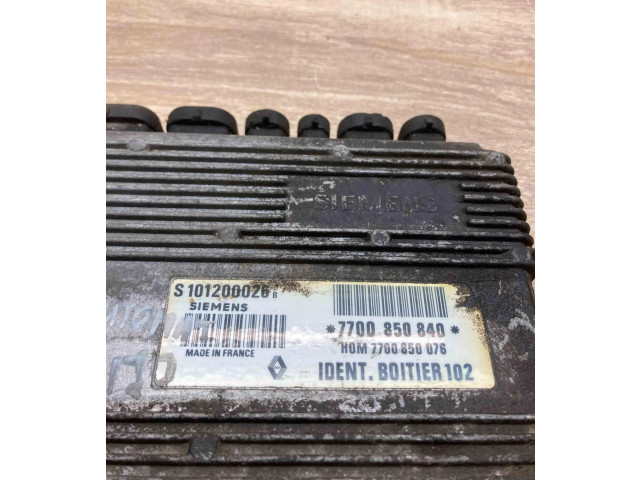 SIEMENS
S101200026 B
SIEMENS
*7700 850 840*
HOM 7700 850 076
MADE IN FRANCE
IDENT. BOITIER 102